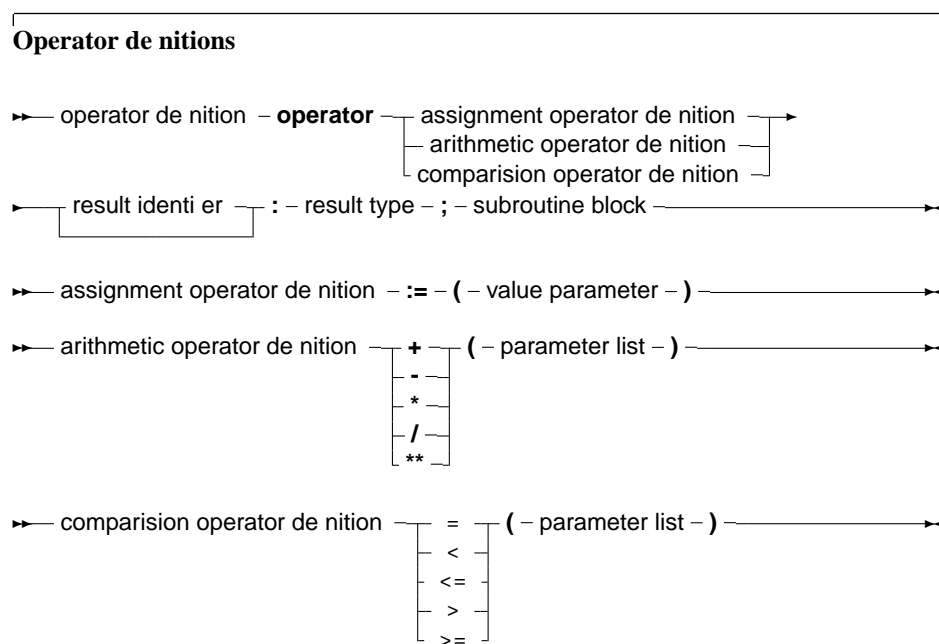 Operator de nitions
operator de nition operator assignment operator de nition
arithmetic operator de nition
comparision operator de nition
result identi er : result type ; subroutine block
assignment operator de nition := ( value parameter )
arithmetic operator de nition + ( parameter list )
-
*
/
**
comparision operator de nition = ( parameter list )
<
<=
>
>=